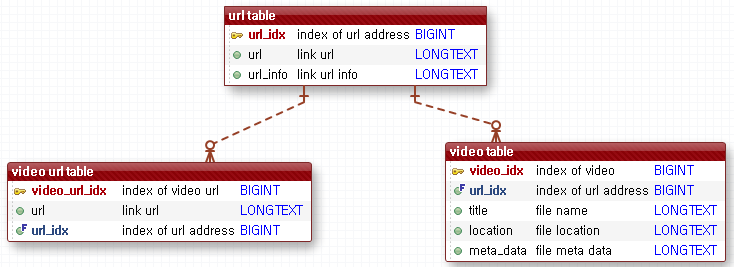 url table
url_idx index of url address BIGINT
url link url LONGTEXT
url_info link url info LONGTEXT
video url table
video_url_idx index of video url BIGINT
url link url LONGTEXT
url_idx index of url address BIGINT
video table
video_idx index of video BIGINT
url_idx index of url address BIGINT
title file name LONGTEXT
location file location LONGTEXT
meta_data file meta data LONGTEXT